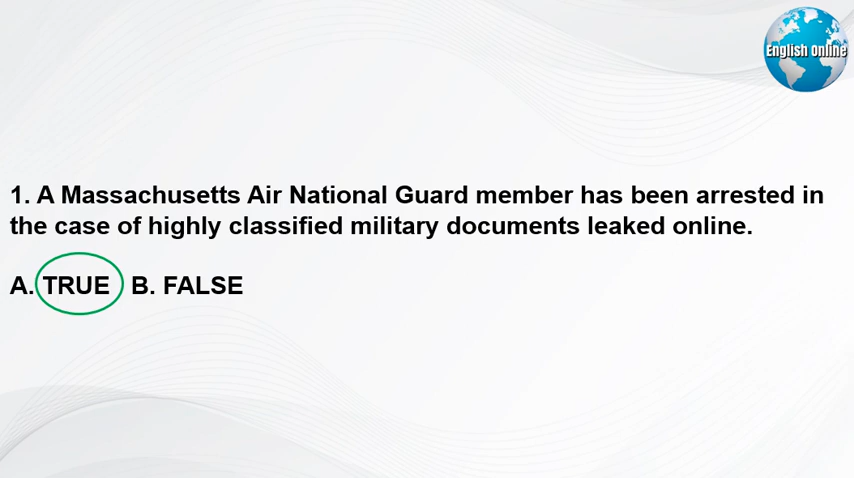 English Online
1. A Massachusetts Air National Guard member has been arrested in
the case of highly classified military documents leaked online.
A. TRUE B. FALSE